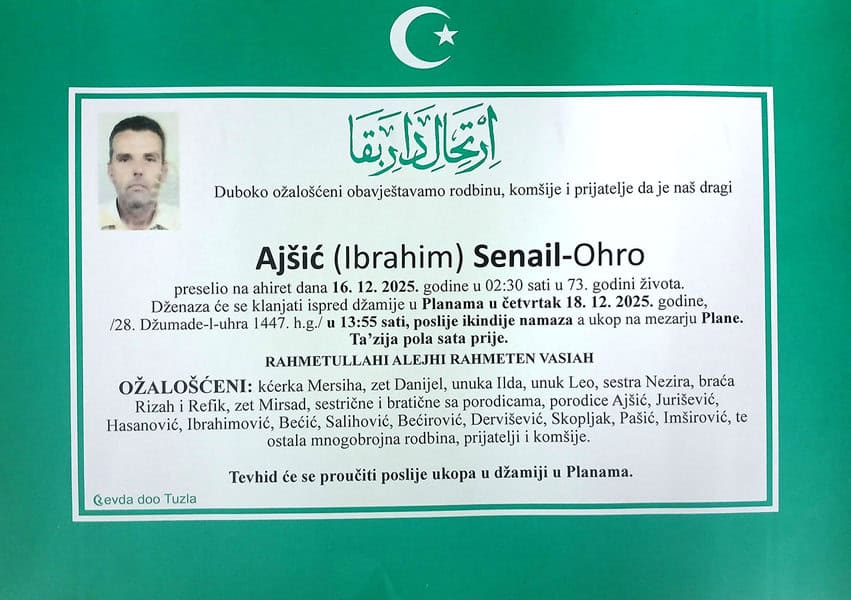 اِرْتِحَالِ دَارِ بَقَا
Duboko ožalošćeni obavještavamo rodbinu, komšije i prijatelje da je naš dragi
Ajšić (Ibrahim) Senail-Ohro
preselio na ahiret dana 16. 12. 2025. godine u 02:30 sati u 73. godini života.
Dženaza će se klanjati ispred džamije u Planama u četvrtak 18. 12. 2025. godine,
/28. Džumade-l-uhra 1447. h.g./ u 13:55 sati, poslije ikindije namaza a ukop na mezarju Plane.
Ta'zija pola sata prije.
RAHMETULLAHI ALEJHI RAHMETEN VASIAH
OŽALOŠĆENI: kćerka Mersiha, zet Danijel, unuka Ilda, unuk Leo, sestra Nezira, braća
Rizah i Refik, zet Mirsad, sestrične i bratične sa porodicama, porodice Ajšić, Jurišević,
Hasanović, Ibrahimović, Bećić, Salihović, Bećirović, Dervišević, Skopljak, Pašić, Imširović, te
ostala mnogobrojna rodbina, prijatelji i komšije.
Tevhid će se proučiti poslije ukopa u džamiji u Planama.
Sevda doo Tuzla